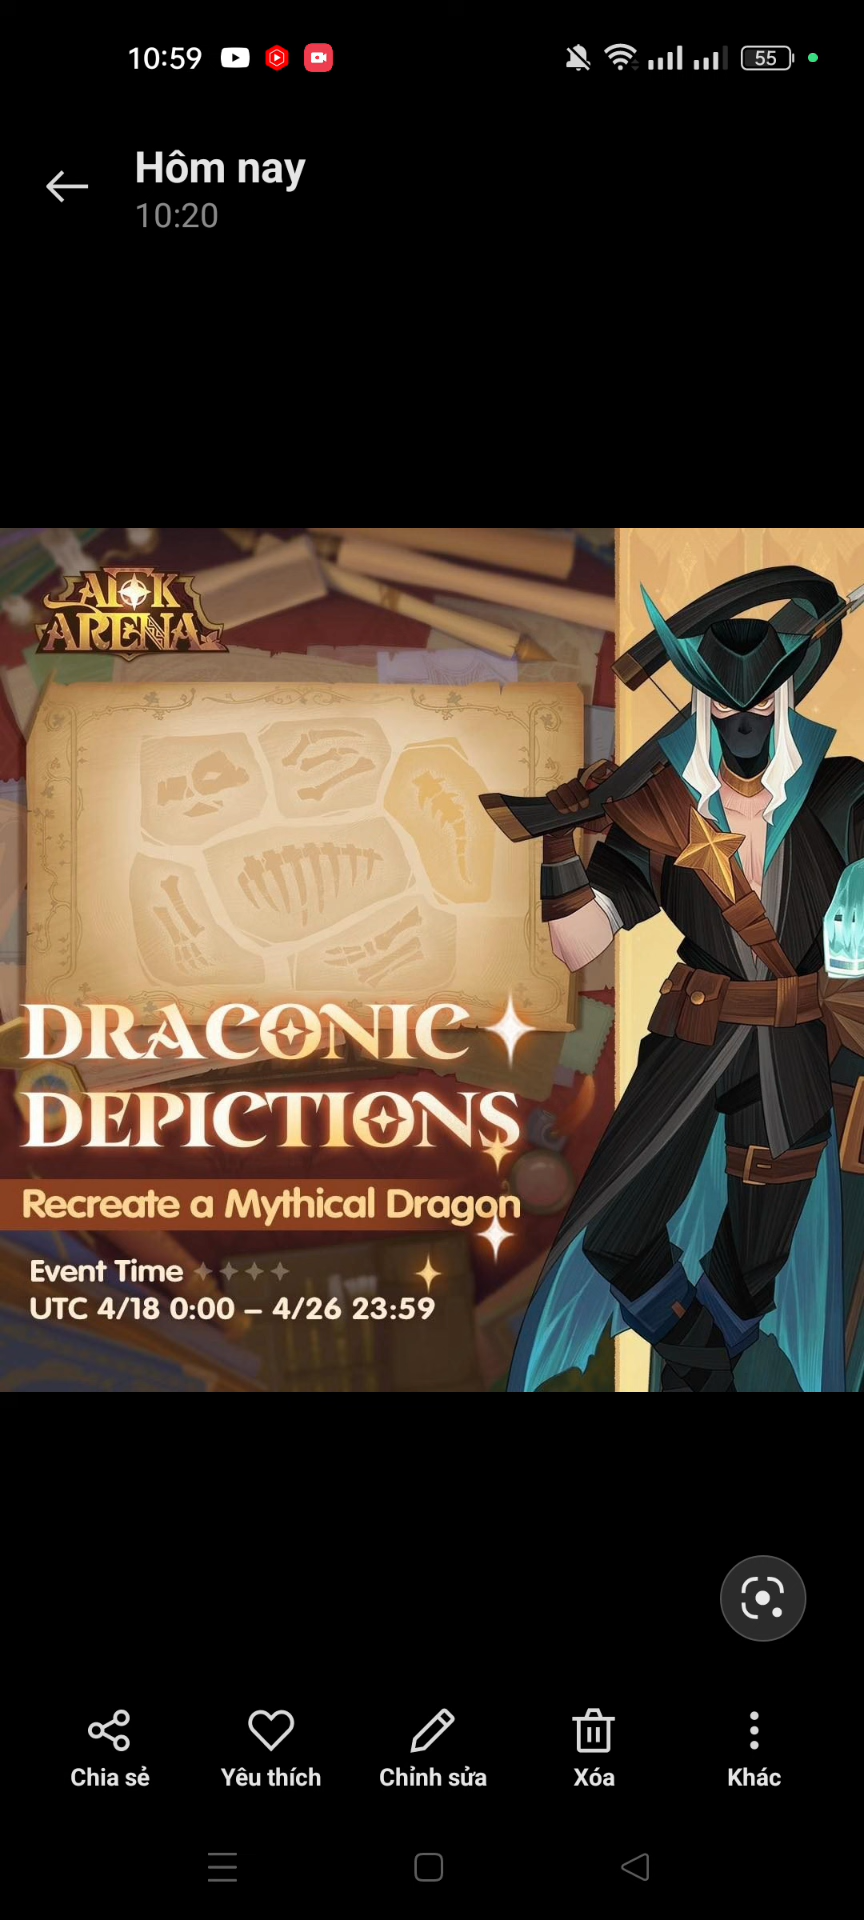 10:59
55
Hôm nay
10:20
AFK
ARENA
DRACONIC
DEPICTIONS
Recreate a Mythical Dragon
Event Time
UTC 4/18 0:00 – 4/26 23:59
Chia sẻ
Yêu thích
Chỉnh sửa
Xóa
Khác